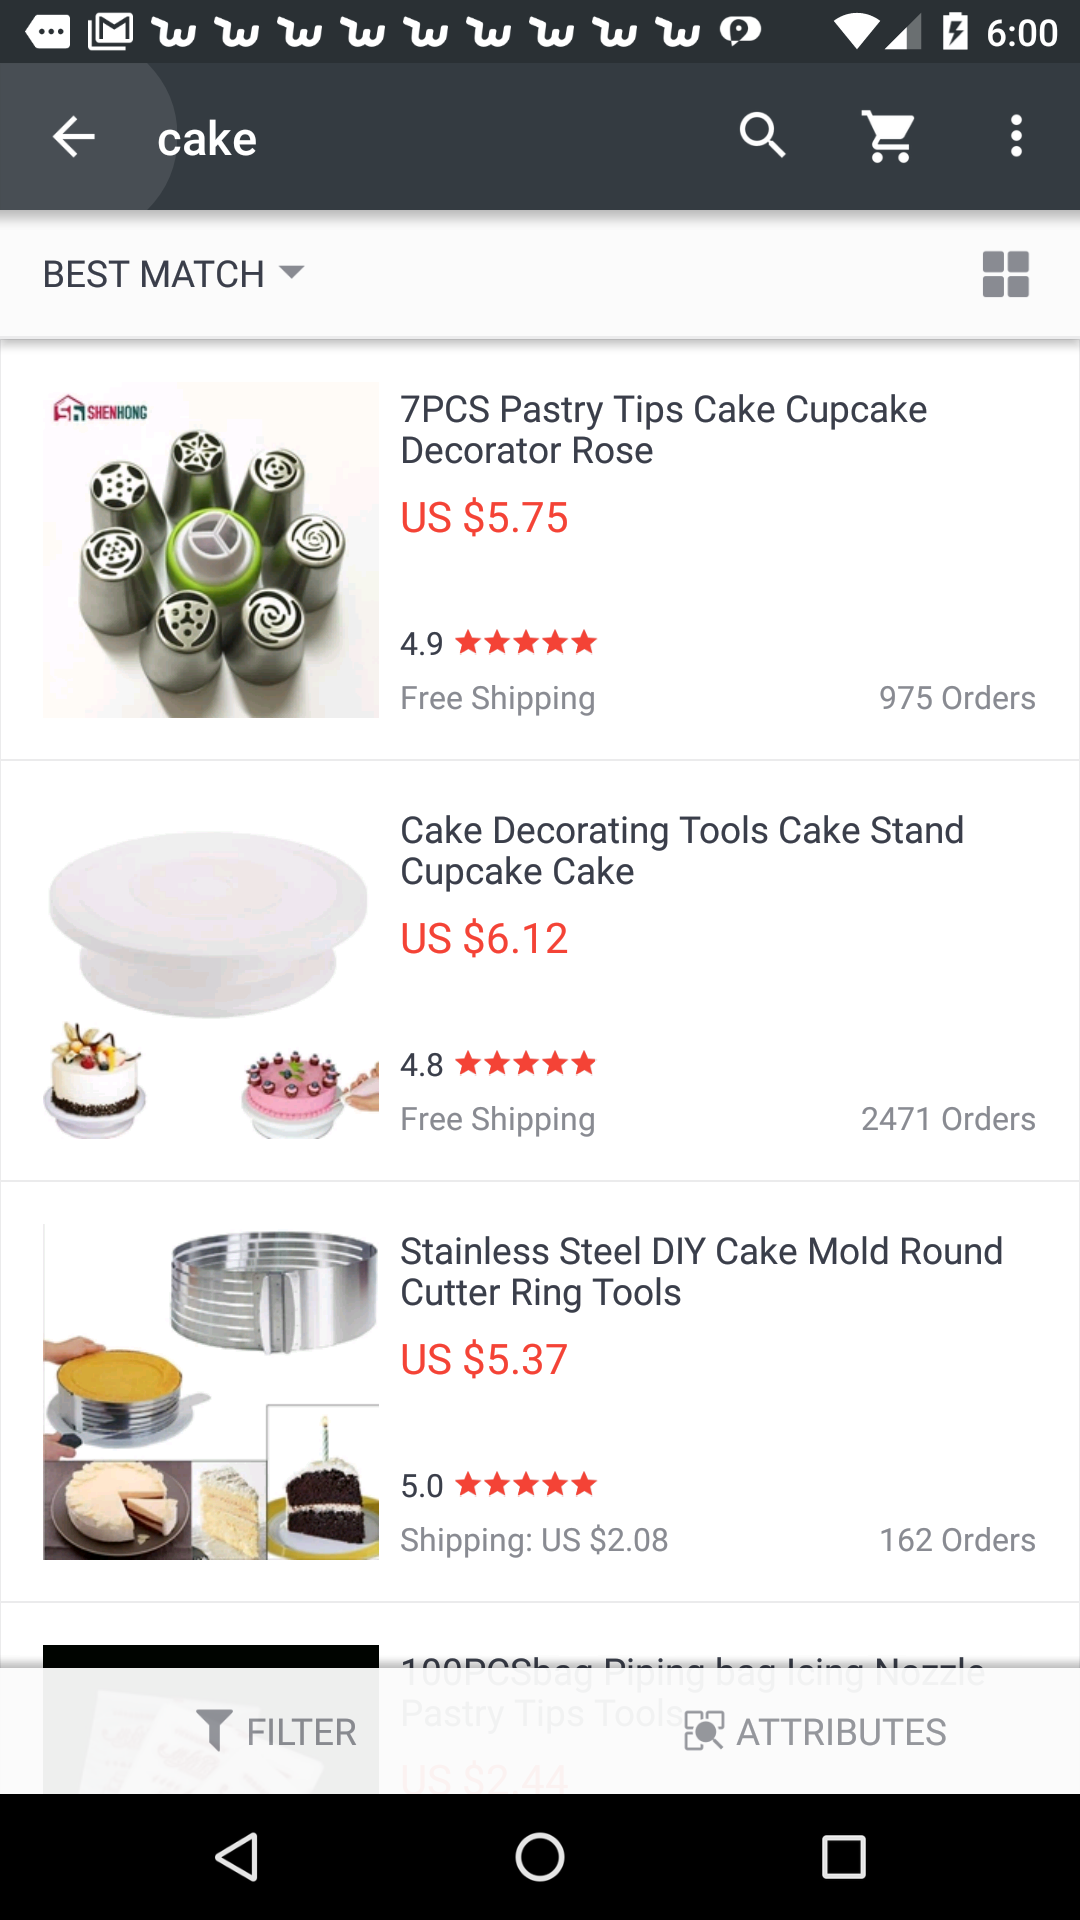 6:00
cake
BEST MATCH
SHENHONG
7PCS Pastry Tips Cake Cupcake
Decorator Rose
US $5.75
4.9
Free Shipping
975 Orders
Cake Decorating Tools Cake Stand
Cupcake Cake
US $6.12
4.8
Free Shipping
2471 Orders
Stainless Steel DIY Cake Mold Round
Cutter Ring Tools
US $5.37
5.0
Shipping: US $2.08
162 Orders
100PCSbag Piping bag Icing Nozzle
Pastry Tips Tools
US $2.44
FILTER
ATTRIBUTES